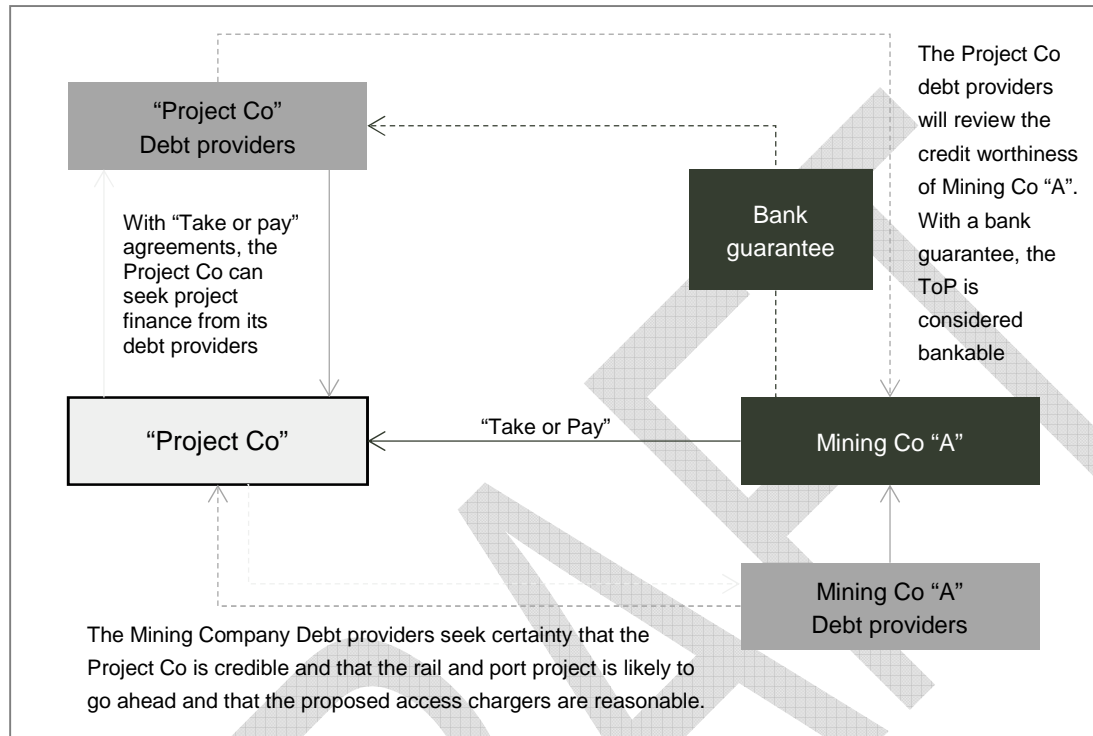 “Project Co”
Debt providers
The Project Co
debt providers
will review the
credit worthiness
of Mining Co “A”.
With a bank
guarantee, the
ToP is
considered
bankable
Bank
guarantee
With “Take or pay”
agreements, the
Project Co can
seek project
finance from its
debt providers
“Project Co”
“Take or Pay”
Mining Co “A”
Mining Co “A”
Debt providers
The Mining Company Debt providers seek certainty that the
Project Co is credible and that the rail and port project is likely to
go ahead and that the proposed access chargers are reasonable.
DRAFT